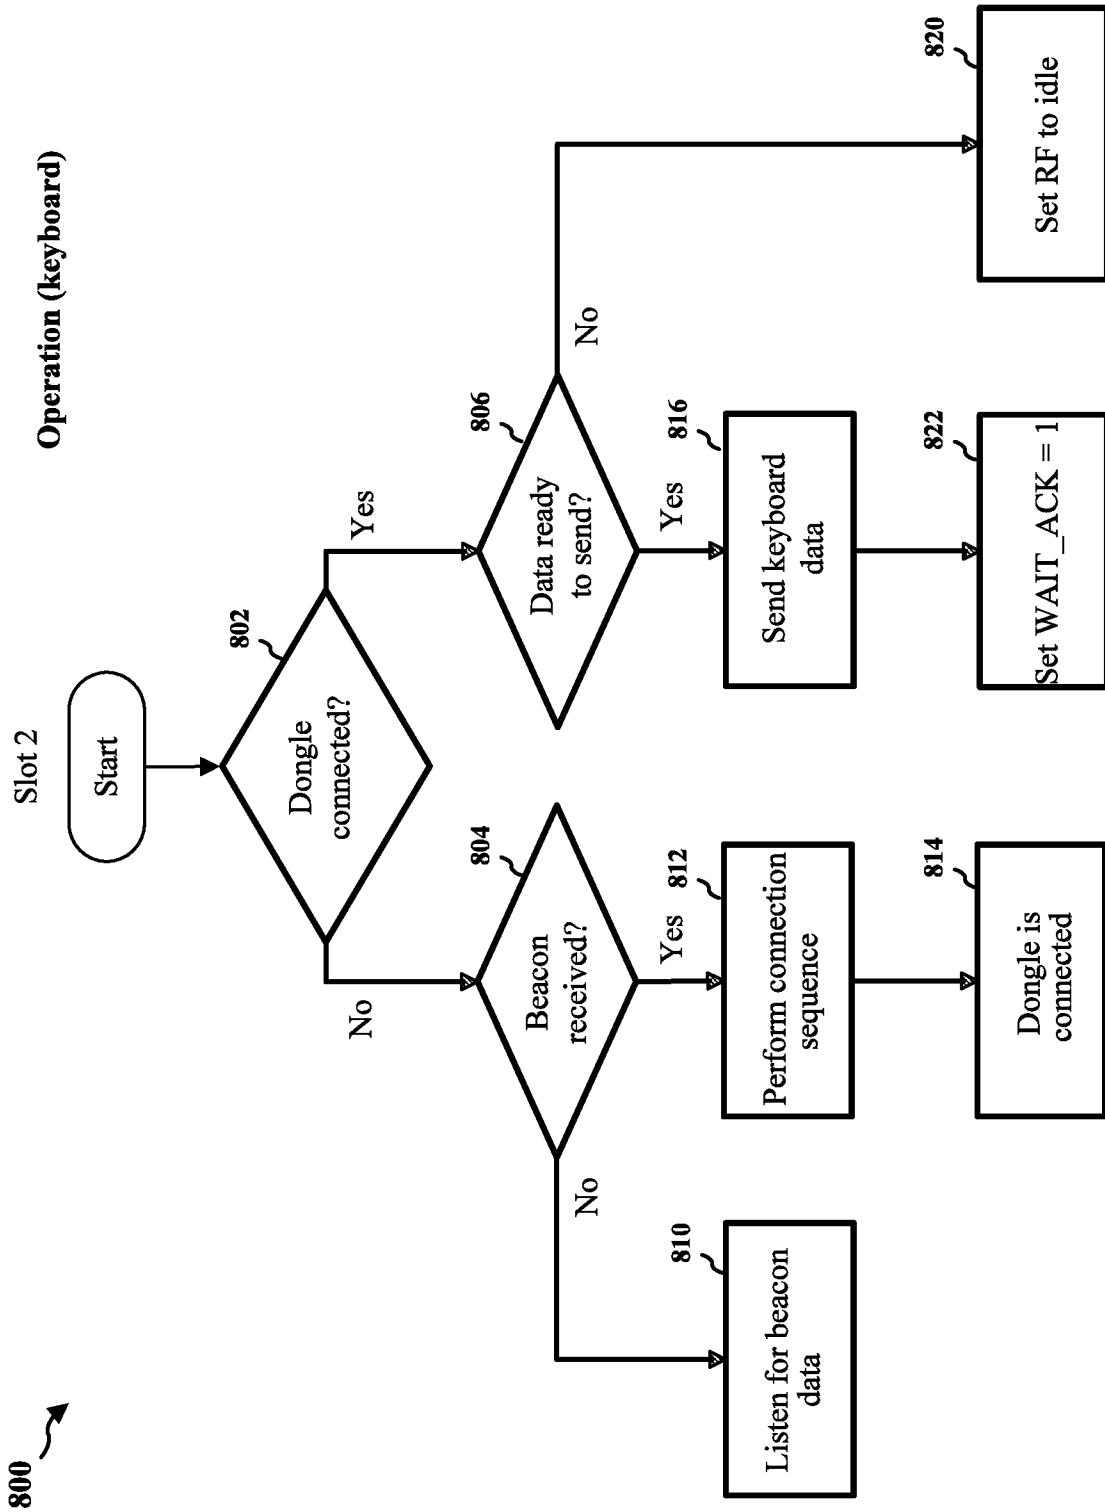 800
Operation (keyboard)
Slot 2
Start
802
Dongle
connected?
No
Yes
804
Beacon
received?
806
Data ready
to send?
No
Yes
Yes
No
810
Listen for beacon
data
812
Perform connection
sequence
816
Send keyboard
data
814
Dongle is
connected
822
Set WAIT_ACK = 1
820
Set RF to idle